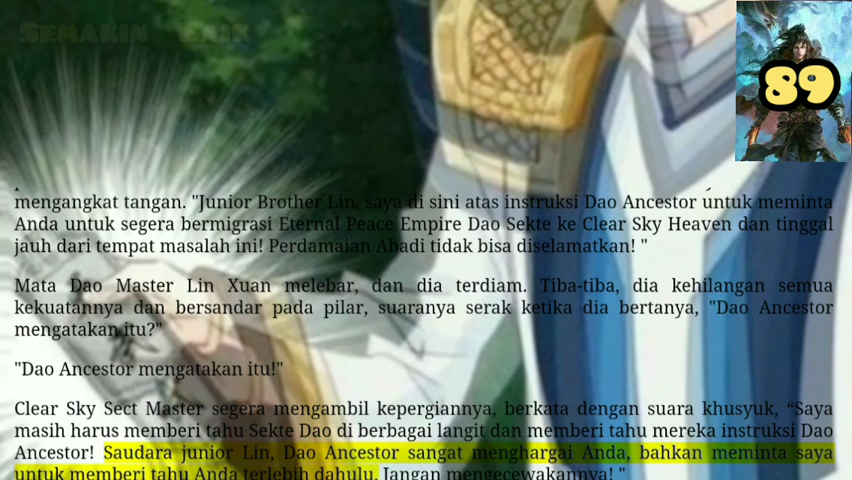 SEMAKIN
89
mengangkat tangan. "Junior Brother Lin, saya di sini atas instruksi Dao Ancestor untuk meminta
Anda untuk segera bermigrasi Eternal Peace Empire Dao Sekte ke Clear Sky Heaven dan tinggal
jauh dari tempat masalah ini! Perdamaian Abadi tidak bisa diselamatkan! "
Mata Dao Master Lin Xuan melebar, dan dia terdiam. Tiba-tiba, dia kehilangan semua
kekuatannya dan bersandar pada pilar, suaranya serak ketika dia bertanya, "Dao Ancestor
mengatakan itu?"
"Dao Ancestor mengatakan itu!"
Clear Sky Sect Master segera mengambil kepergiannya, berkata dengan suara khusyuk, “Saya
masih harus memberi tahu Sekte Dao di berbagai langit dan memberi tahu mereka instruksi Dao
Ancestor! Saudara junior Lin, Dao Ancestor sangat menghargai Anda, bahkan meminta saya
untuk memberi tahu Anda terlebih dahulu. Jangan mengecewakannya! "